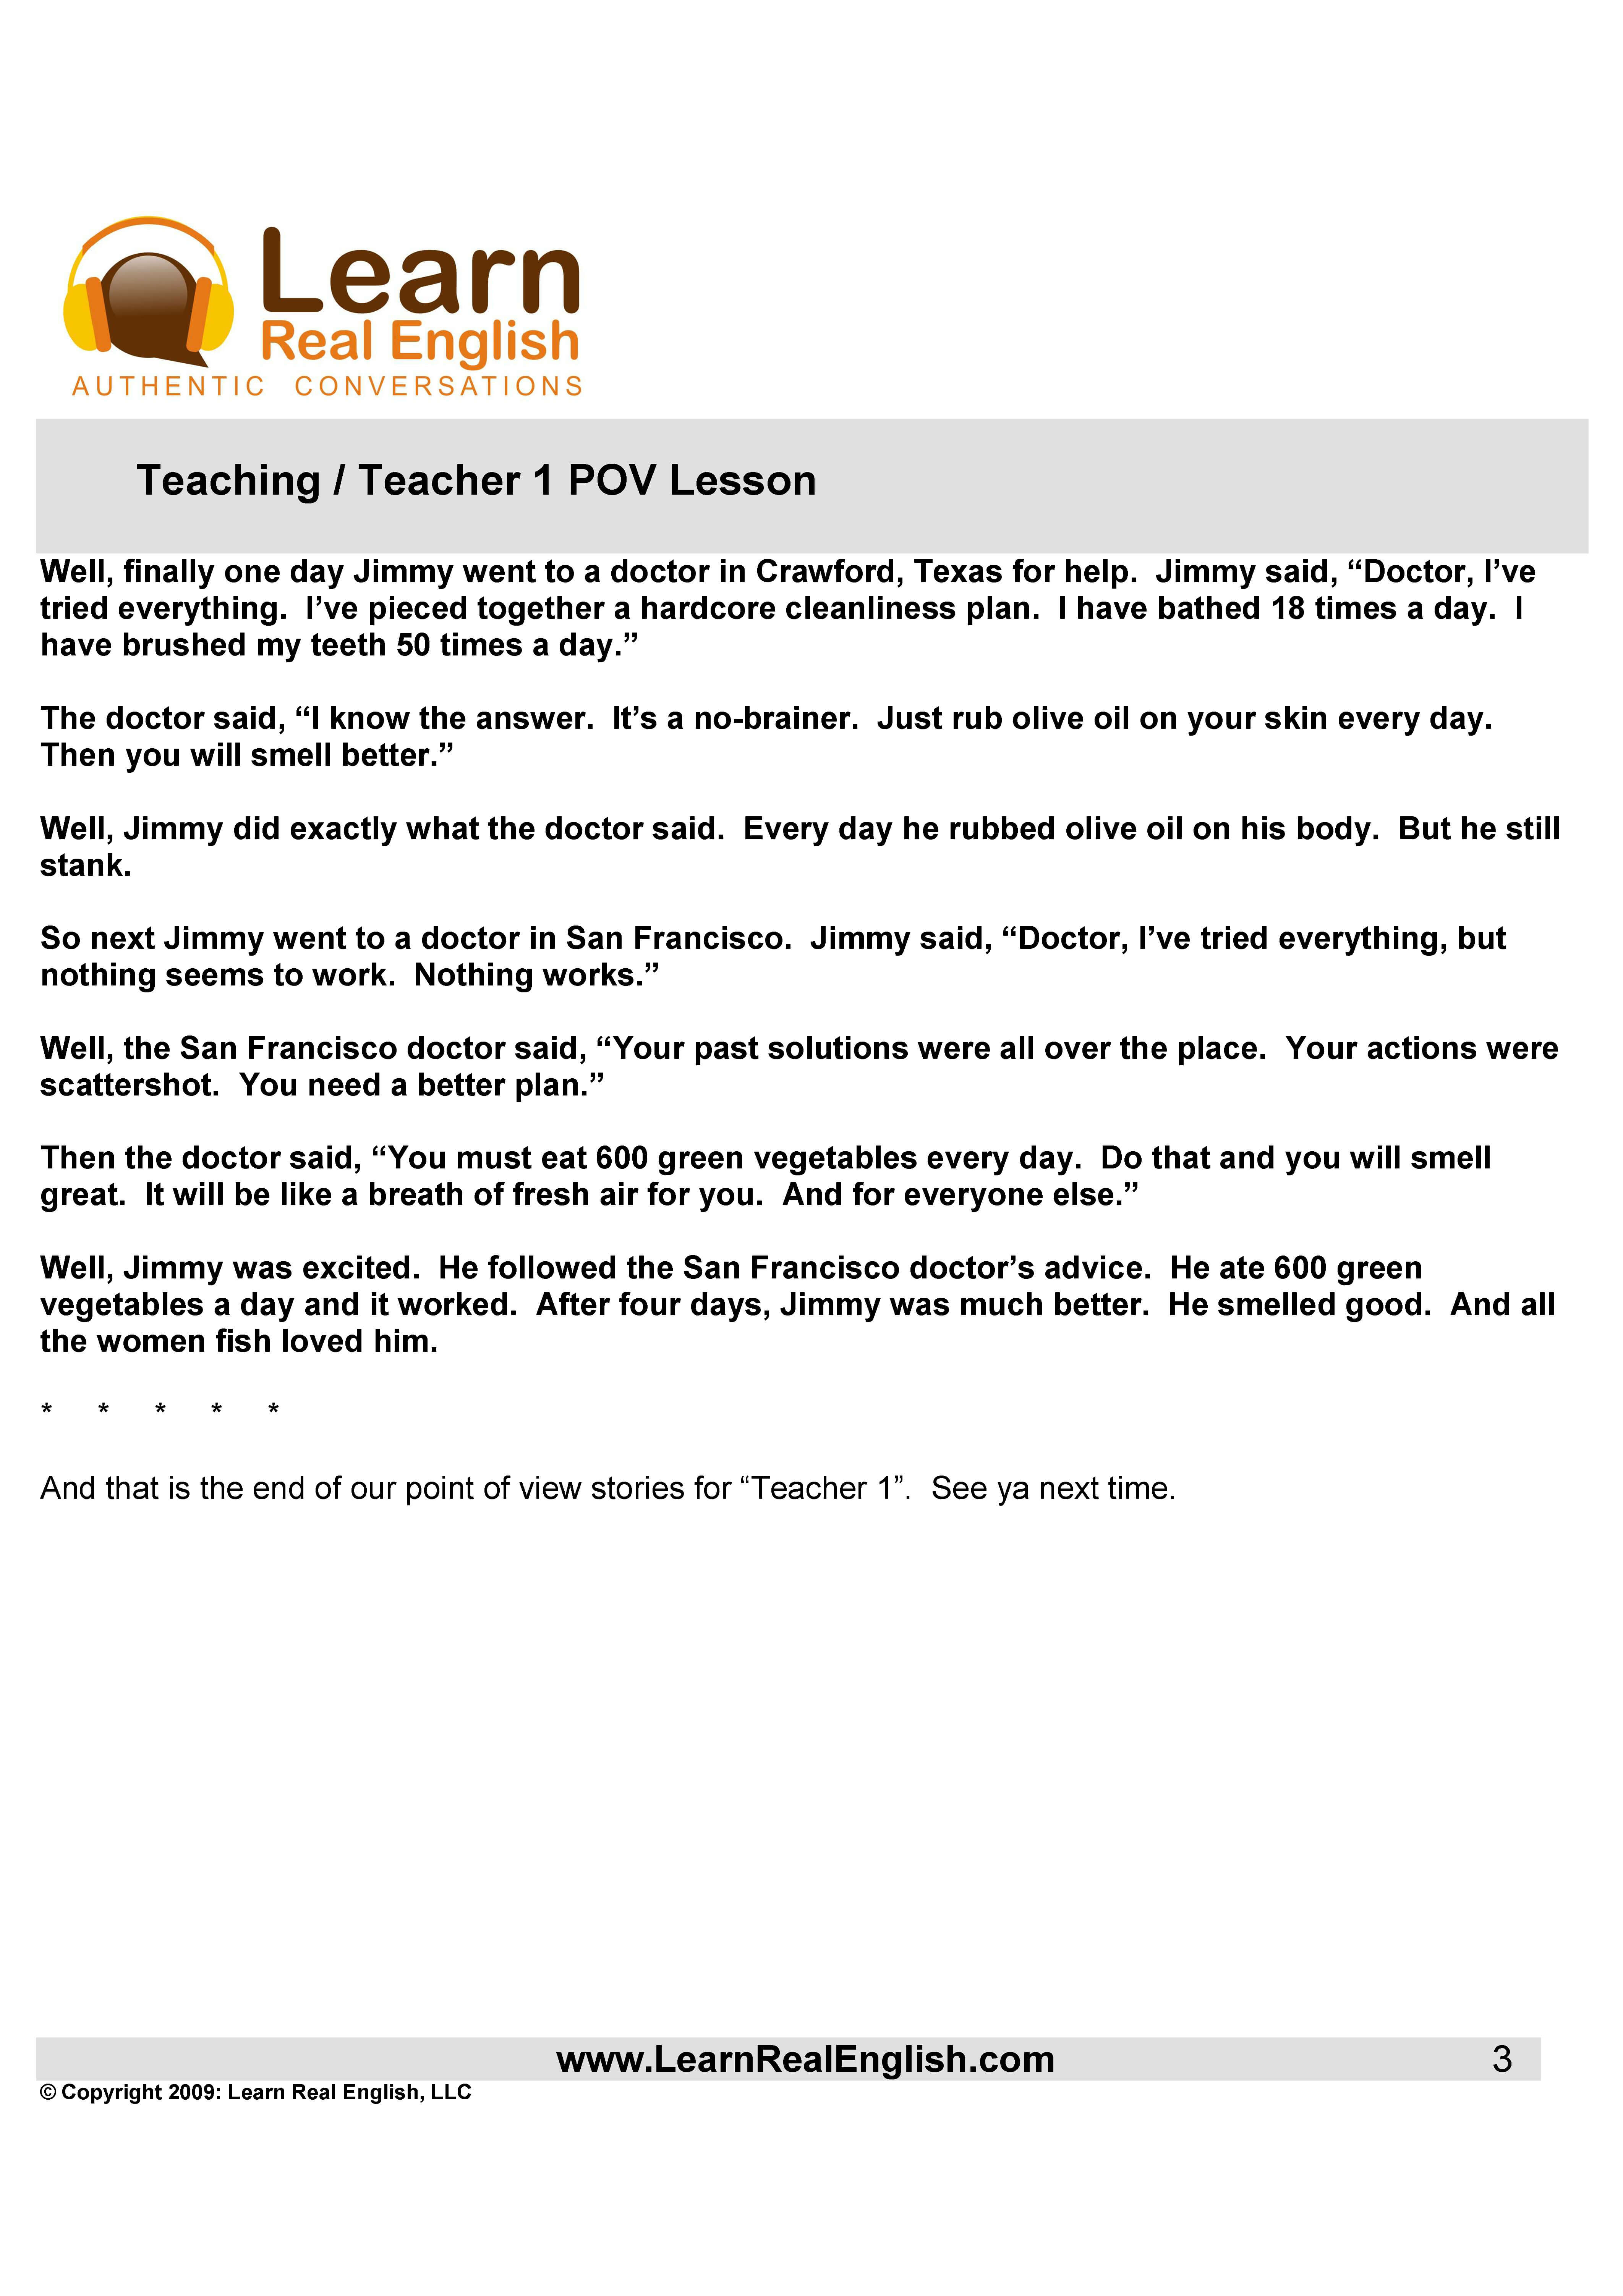 Learn
Real English
AUTHENTIC CONVERSATIONS
Teaching / Teacher 1 POV Lesson
Well, finally one day Jimmy went to a doctor in Crawford, Texas for help.  Jimmy said, “Doctor, I’ve
tried everything.  I’ve pieced together a hardcore cleanliness plan.  I have bathed 18 times a day.  I
have brushed my teeth 50 times a day.”
The doctor said, “I know the answer.  It’s a no-brainer.  Just rub olive oil on your skin every day.
Then you will smell better.”
Well, Jimmy did exactly what the doctor said.  Every day he rubbed olive oil on his body.  But he still
stank.
So next Jimmy went to a doctor in San Francisco.  Jimmy said, “Doctor, I’ve tried everything, but
nothing seems to work.  Nothing works.”
Well, the San Francisco doctor said, “Your past solutions were all over the place.  Your actions were
scattershot.  You need a better plan.”
Then the doctor said, “You must eat 600 green vegetables every day.  Do that and you will smell
great.  It will be like a breath of fresh air for you.  And for everyone else.”
Well, Jimmy was excited.  He followed the San Francisco doctor’s advice.  He ate 600 green
vegetables a day and it worked.  After four days, Jimmy was much better.  He smelled good.  And all
the women fish loved him.
* * * * *
And that is the end of our point of view stories for “Teacher 1”.  See ya next time.
www.LearnRealEnglish.com 3
© Copyright 2009: Learn Real English, LLC